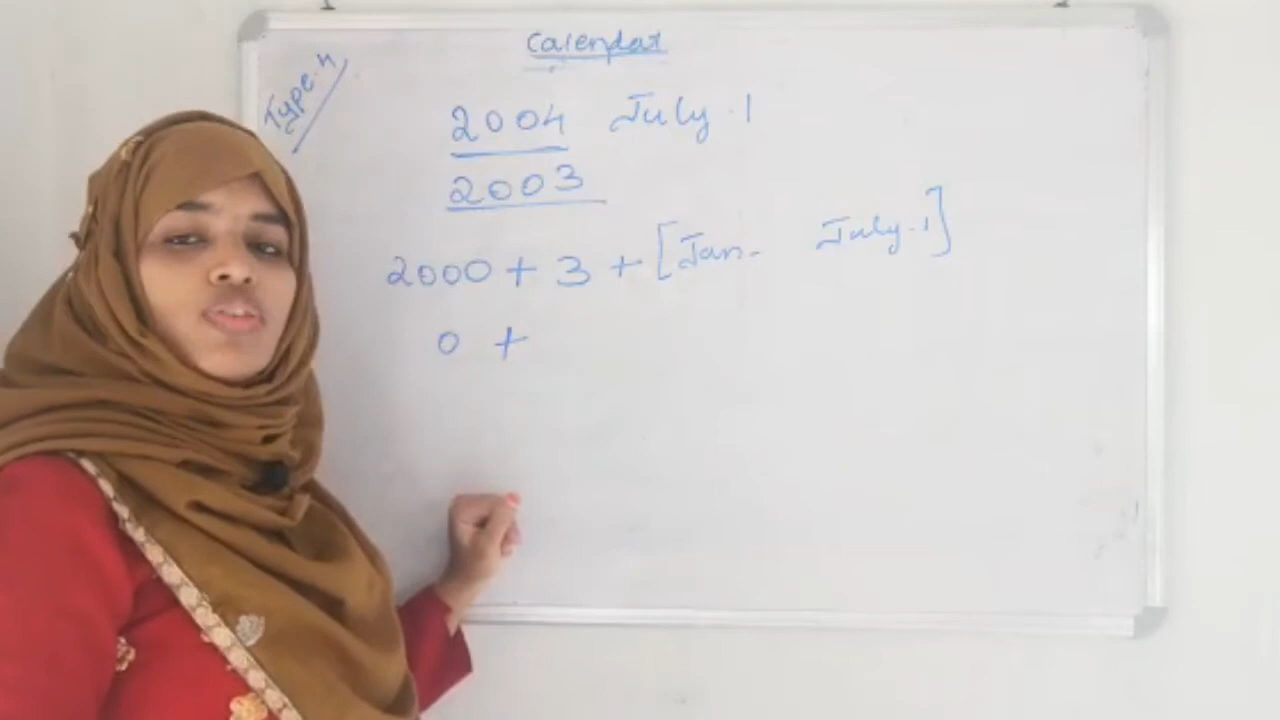 Calendar
Type.4
2004 July.1
2003
2000 + 3 + [Jan- July.1]
0 +